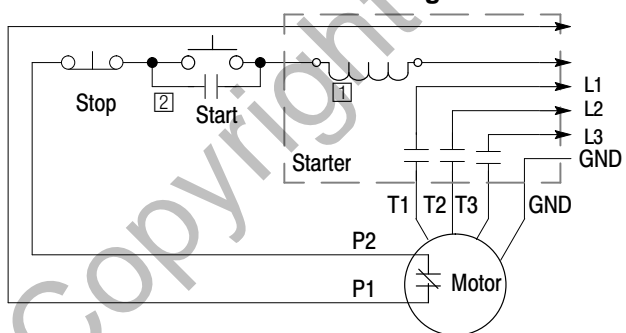 Stop
2
Start
1
L1
L2
L3
GND
Starter
T1 T2 T3 GND
P2
P1
Motor
Copyright